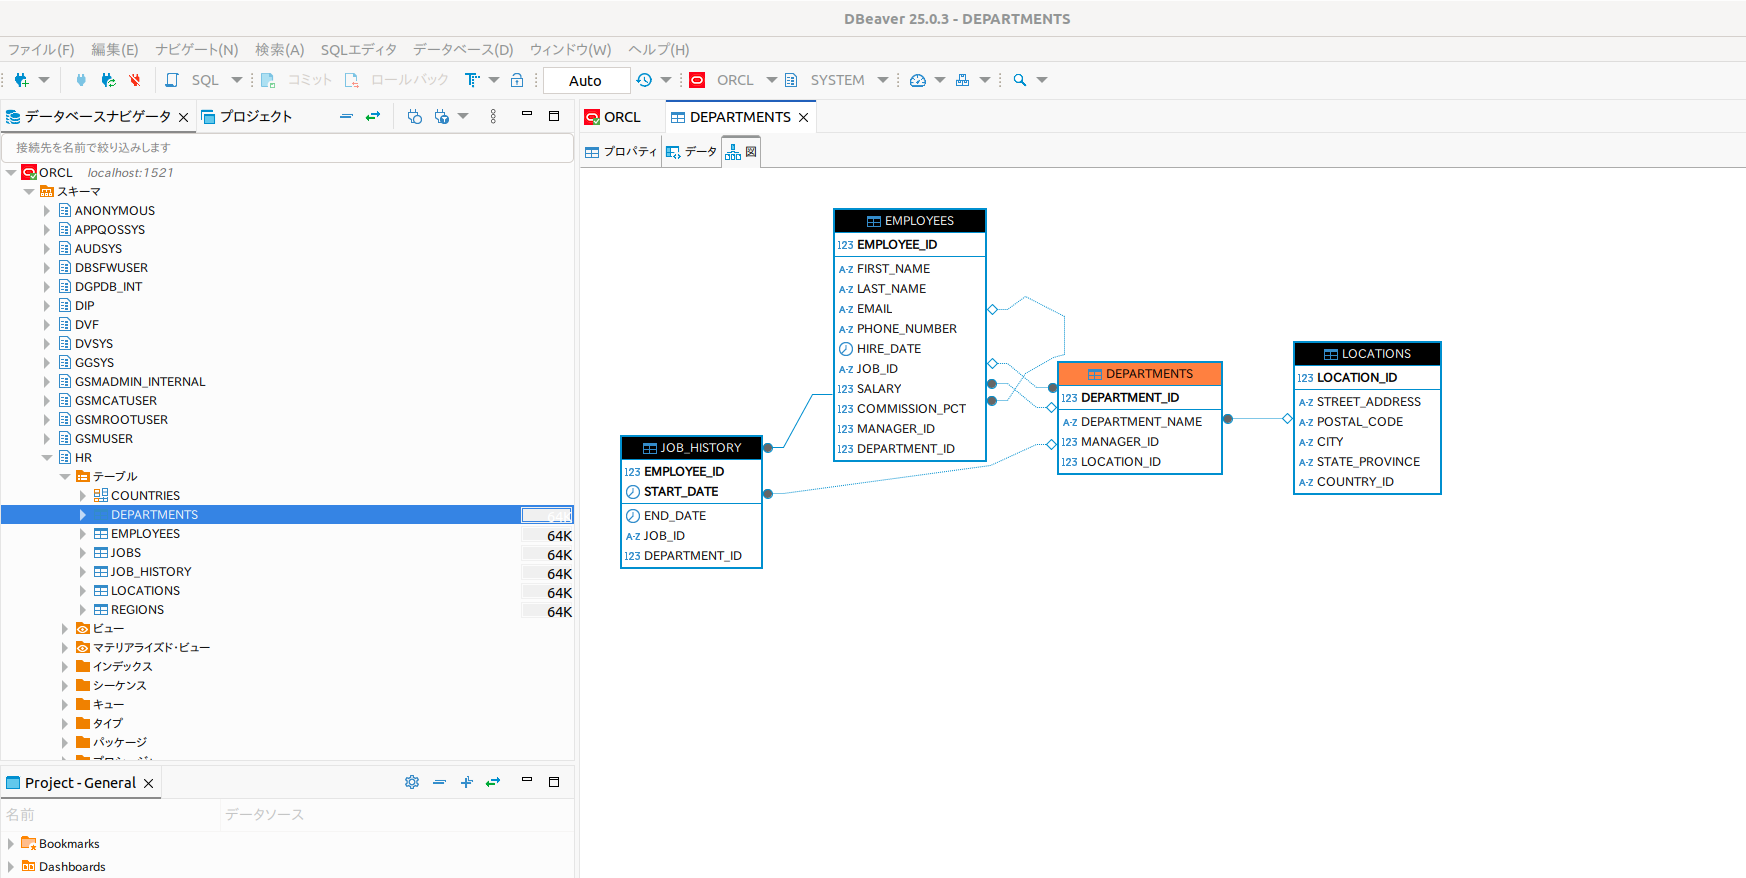 DBeaver 25.0.3 - DEPARTMENTS
ファイル(F) 編集(E) ナビゲート(N) 検索(A) SQLエディタ データベース(D) ウィンドウ(W) ヘルプ(H)
SQL コミット ロールバック Auto ORCL SYSTEM
データベースナビゲータ プロジェクト
接続先を名前で絞り込みします
ORCL localhost:1521
スキーマ
ANONYMOUS
APPQOSSYS
AUDSYS
DBSFWUSER
DGPDB_INT
DIP
DVF
DVSYS
GGSYS
GSMADMIN_INTERNAL
GSMCATUSER
GSMROOTUSER
GSMUSER
HR
テーブル
COUNTRIES
DEPARTMENTS 64K
EMPLOYEES 64K
JOBS 64K
JOB_HISTORY 64K
LOCATIONS 64K
REGIONS 64K
ビュー
マテリアライズド・ビュー
インデックス
シーケンス
キュー
タイプ
パッケージ
Project - General
名前 データソース
Bookmarks
Dashboards
ORCL DEPARTMENTS
プロパティ データ 図
EMPLOYEES
123 EMPLOYEE_ID
A-Z FIRST_NAME
A-Z LAST_NAME
A-Z EMAIL
A-Z PHONE_NUMBER
HIRE_DATE
A-Z JOB_ID
123 SALARY
123 COMMISSION_PCT
123 MANAGER_ID
123 DEPARTMENT_ID
JOB_HISTORY
123 EMPLOYEE_ID
START_DATE
END_DATE
A-Z JOB_ID
123 DEPARTMENT_ID
DEPARTMENTS
123 DEPARTMENT_ID
A-Z DEPARTMENT_NAME
123 MANAGER_ID
123 LOCATION_ID
LOCATIONS
123 LOCATION_ID
A-Z STREET_ADDRESS
A-Z POSTAL_CODE
A-Z CITY
A-Z STATE_PROVINCE
A-Z COUNTRY_ID